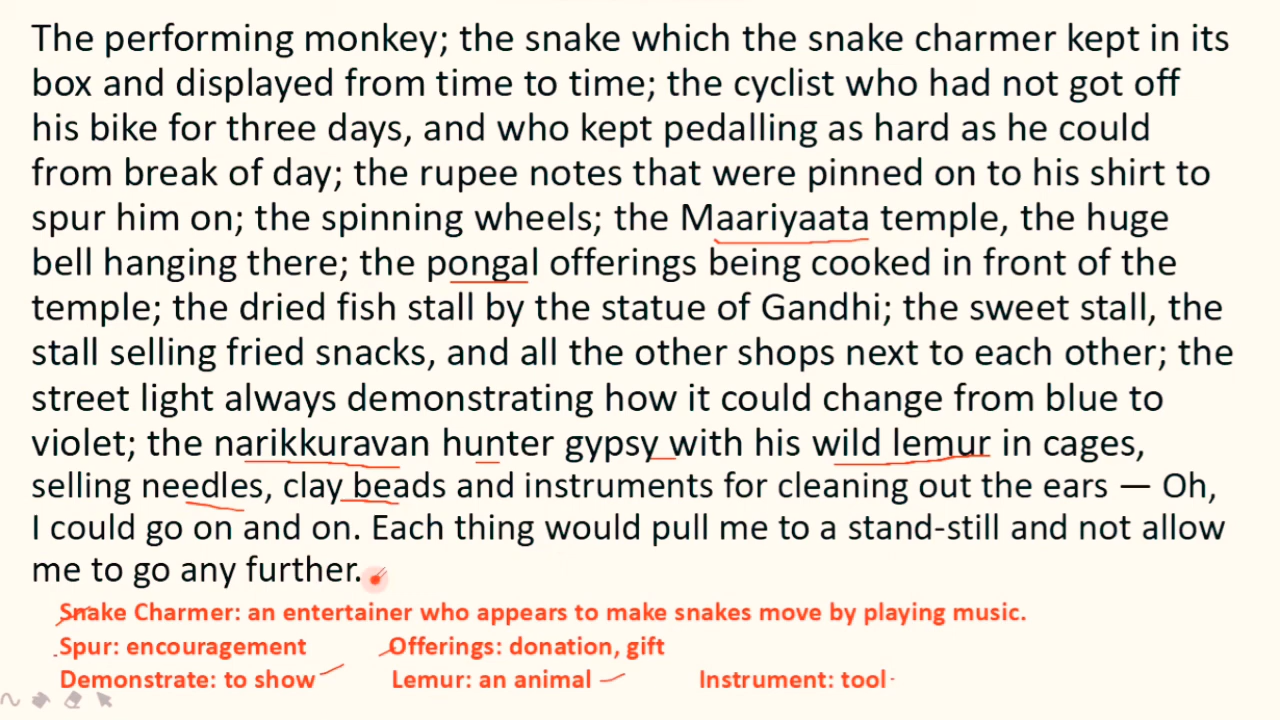 The performing monkey; the snake which the snake charmer kept in its
box and displayed from time to time; the cyclist who had not got off
his bike for three days, and who kept pedalling as hard as he could
from break of day; the rupee notes that were pinned on to his shirt to
spur him on; the spinning wheels; the Maariyaata temple, the huge
bell hanging there; the pongal offerings being cooked in front of the
temple; the dried fish stall by the statue of Gandhi; the sweet stall, the
stall selling fried snacks, and all the other shops next to each other; the
street light always demonstrating how it could change from blue to
violet; the narikkuravan hunter gypsy with his wild lemur in cages,
selling needles, clay beads and instruments for cleaning out the ears — Oh,
I could go on and on. Each thing would pull me to a stand-still and not allow
me to go any further.
Snake Charmer: an entertainer who appears to make snakes move by playing music.
Spur: encouragement Offerings: donation, gift
Demonstrate: to show Lemur: an animal Instrument: tool